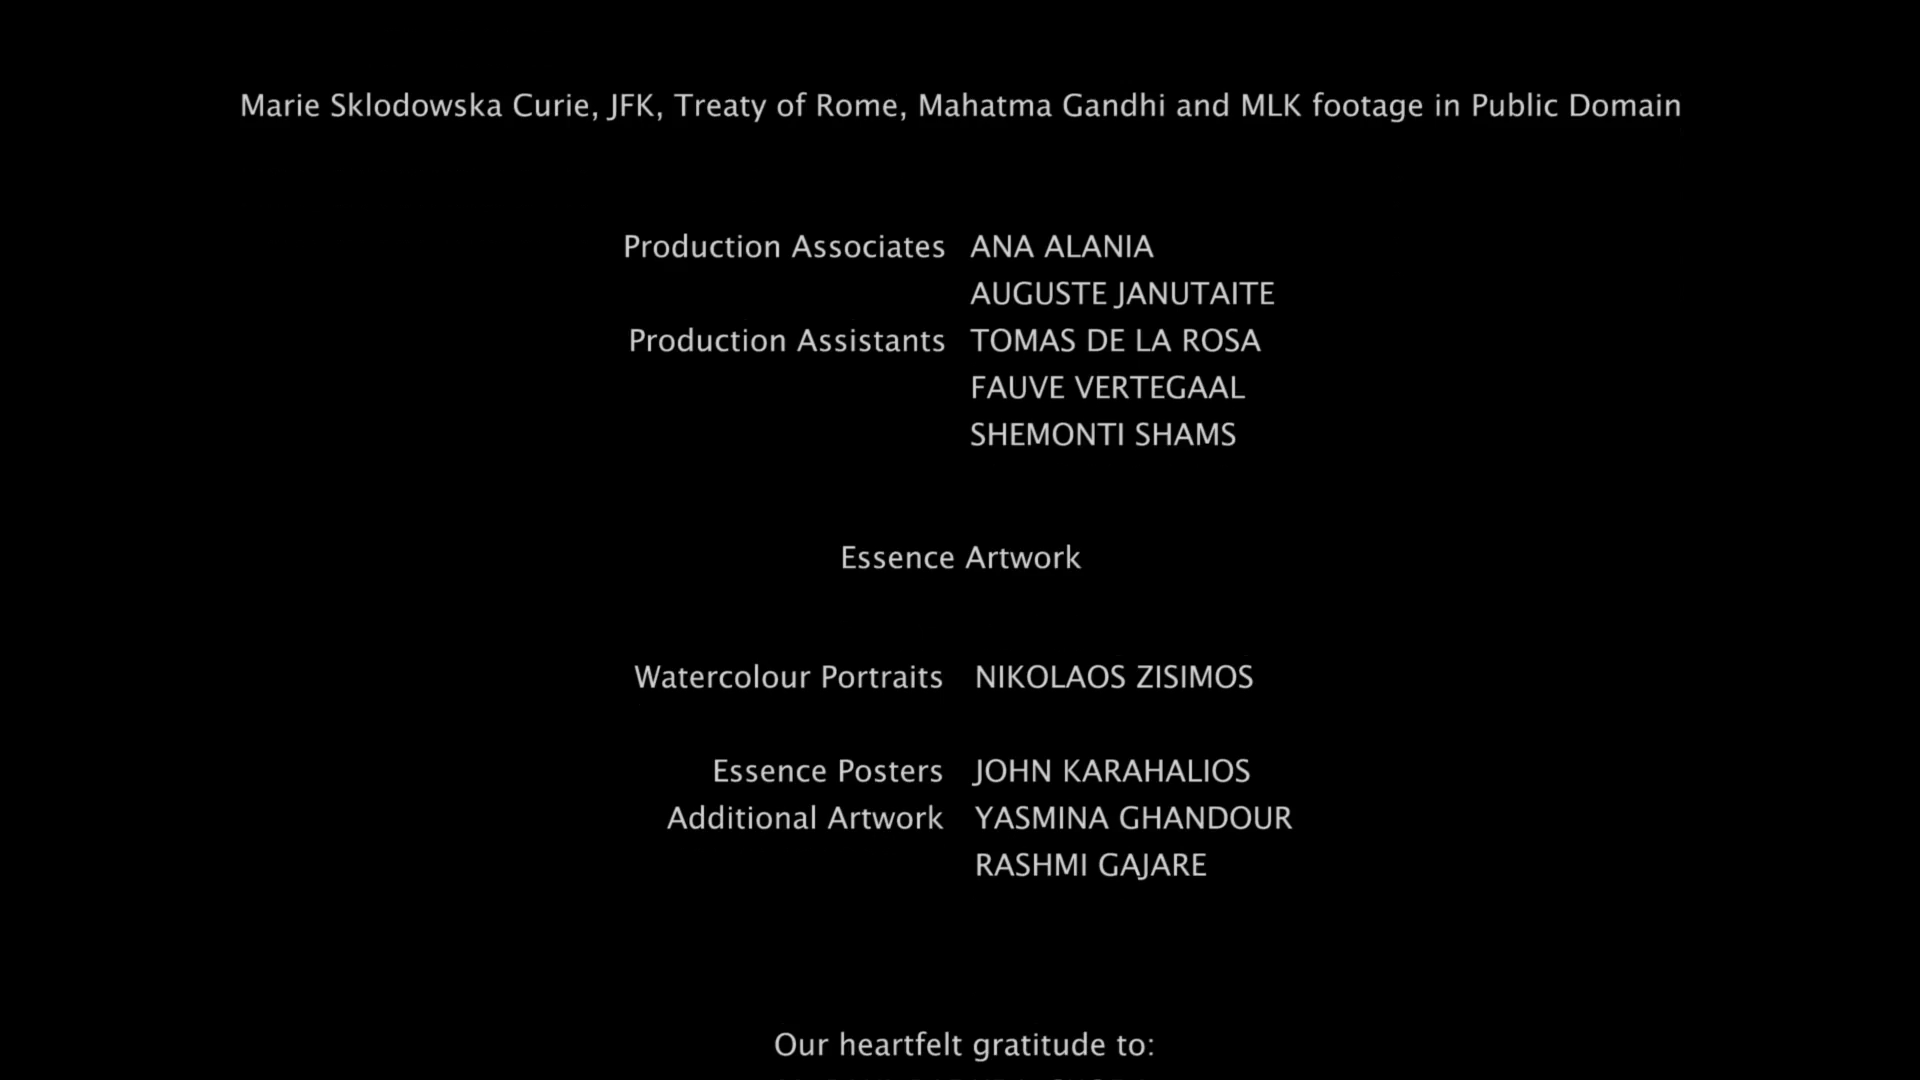 Marie Sklodowska Curie, JFK, Treaty of Rome, Mahatma Gandhi and MLK footage in Public Domain
Production Associates ANA ALANIA
AUGUSTE JANUTAITE
Production Assistants TOMAS DE LA ROSA
FAUVE VERTEGAAL
SHEMONTI SHAMS
Essence Artwork
Watercolour Portraits NIKOLAOS ZISIMOS
Essence Posters JOHN KARAHALIOS
Additional Artwork YASMINA GHANDOUR
RASHMI GAJARE
Our heartfelt gratitude to: